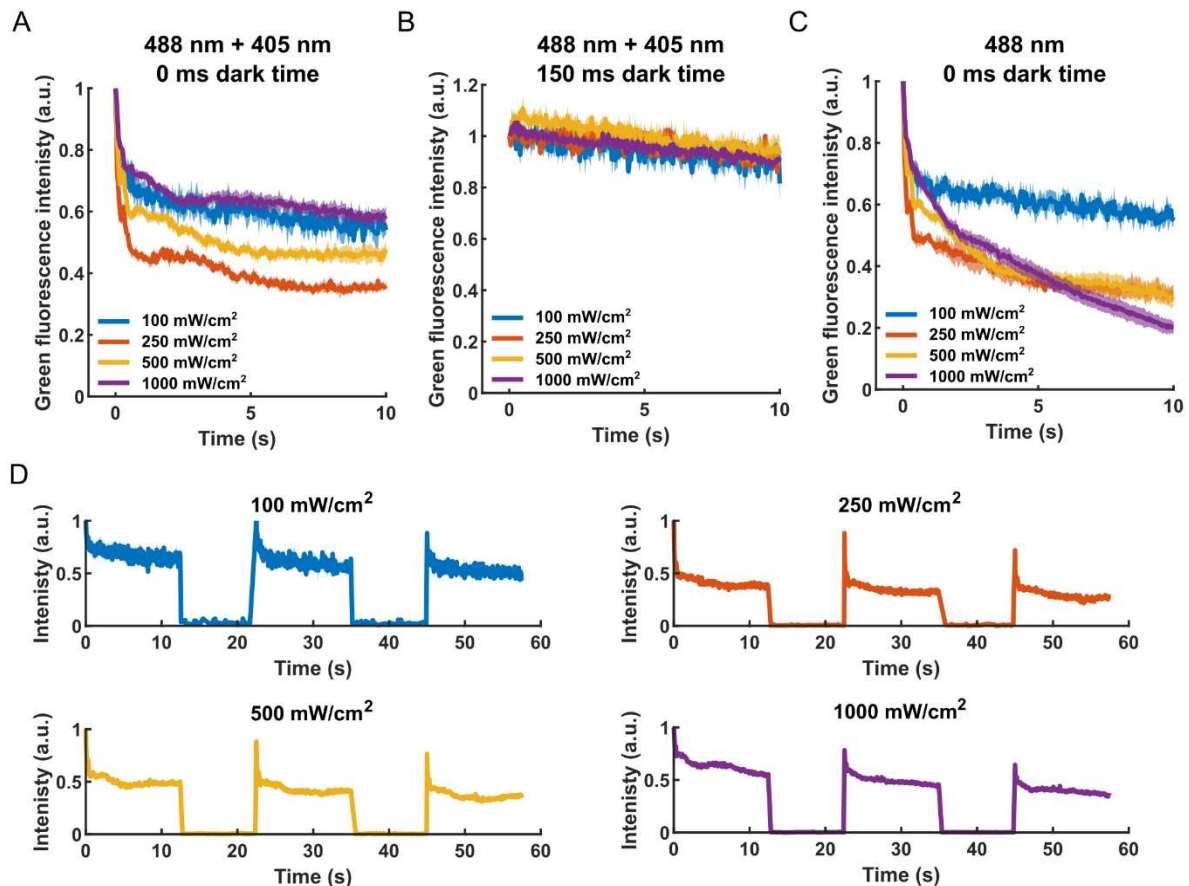 A
488 nm + 405 nm
0 ms dark time
Green fluorescence intenisty (a.u.)
1
0.8
0.6
0.4
0.2
0
100 mW/cm²
250 mW/cm²
500 mW/cm²
1000 mW/cm²
0 5 10
Time (s)
B
488 nm + 405 nm
150 ms dark time
Green fluorescence intenisty (a.u.)
1.2
1
0.8
0.6
0.4
0.2
0
100 mW/cm²
250 mW/cm²
500 mW/cm²
1000 mW/cm²
0 5 10
Time (s)
C
488 nm
0 ms dark time
Green fluorescence intenisty (a.u.)
1
0.8
0.6
0.4
0.2
0
100 mW/cm²
250 mW/cm²
500 mW/cm²
1000 mW/cm²
0 5 10
Time (s)
D
100 mW/cm²
Intenisty (a.u.)
1
0.5
0
0 10 20 30 40 50 60
Time (s)
250 mW/cm²
Intenisty (a.u.)
1
0.5
0
0 10 20 30 40 50 60
Time (s)
500 mW/cm²
Intenisty (a.u.)
1
0.5
0
0 10 20 30 40 50 60
Time (s)
1000 mW/cm²
Intenisty (a.u.)
1
0.5
0
0 10 20 30 40 50 60
Time (s)